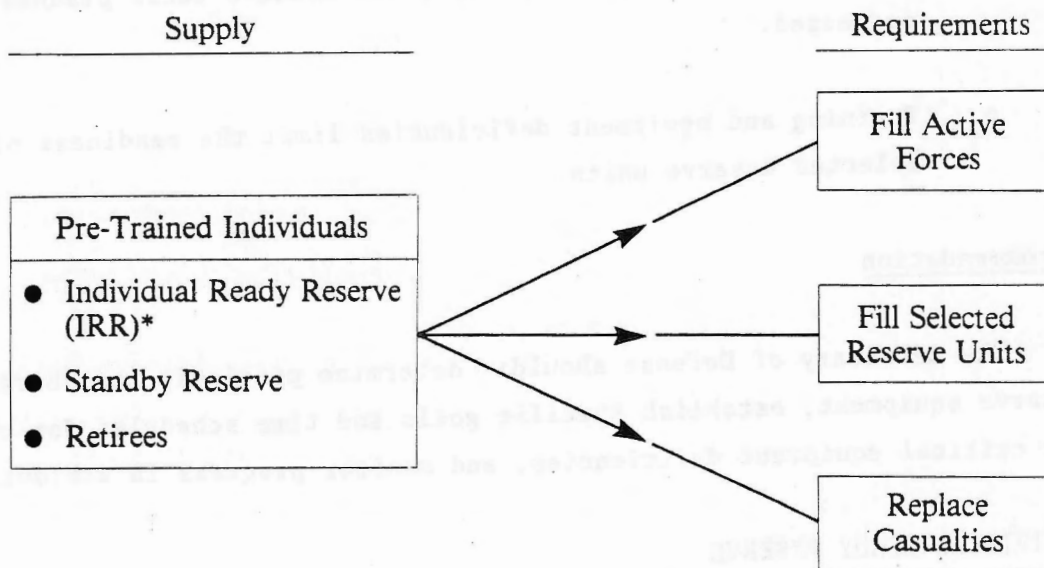 Supply
Requirements
Pre-Trained Individuals
● Individual Ready Reserve
(IRR)*
● Standby Reserve
● Retirees
Fill Active
Forces
Fill Selected
Reserve Units
Replace
Casualties